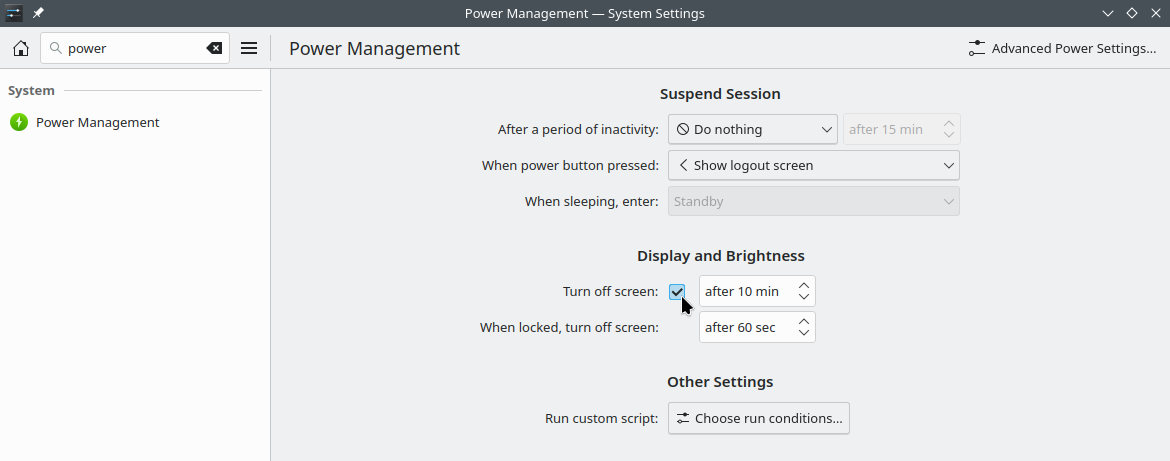 Power Management — System Settings
power
Power Management
Advanced Power Settings...
System
Power Management
Suspend Session
After a period of inactivity: Do nothing after 15 min
When power button pressed: Show logout screen
When sleeping, enter: Standby
Display and Brightness
Turn off screen: after 10 min
When locked, turn off screen: after 60 sec
Other Settings
Run custom script: Choose run conditions...